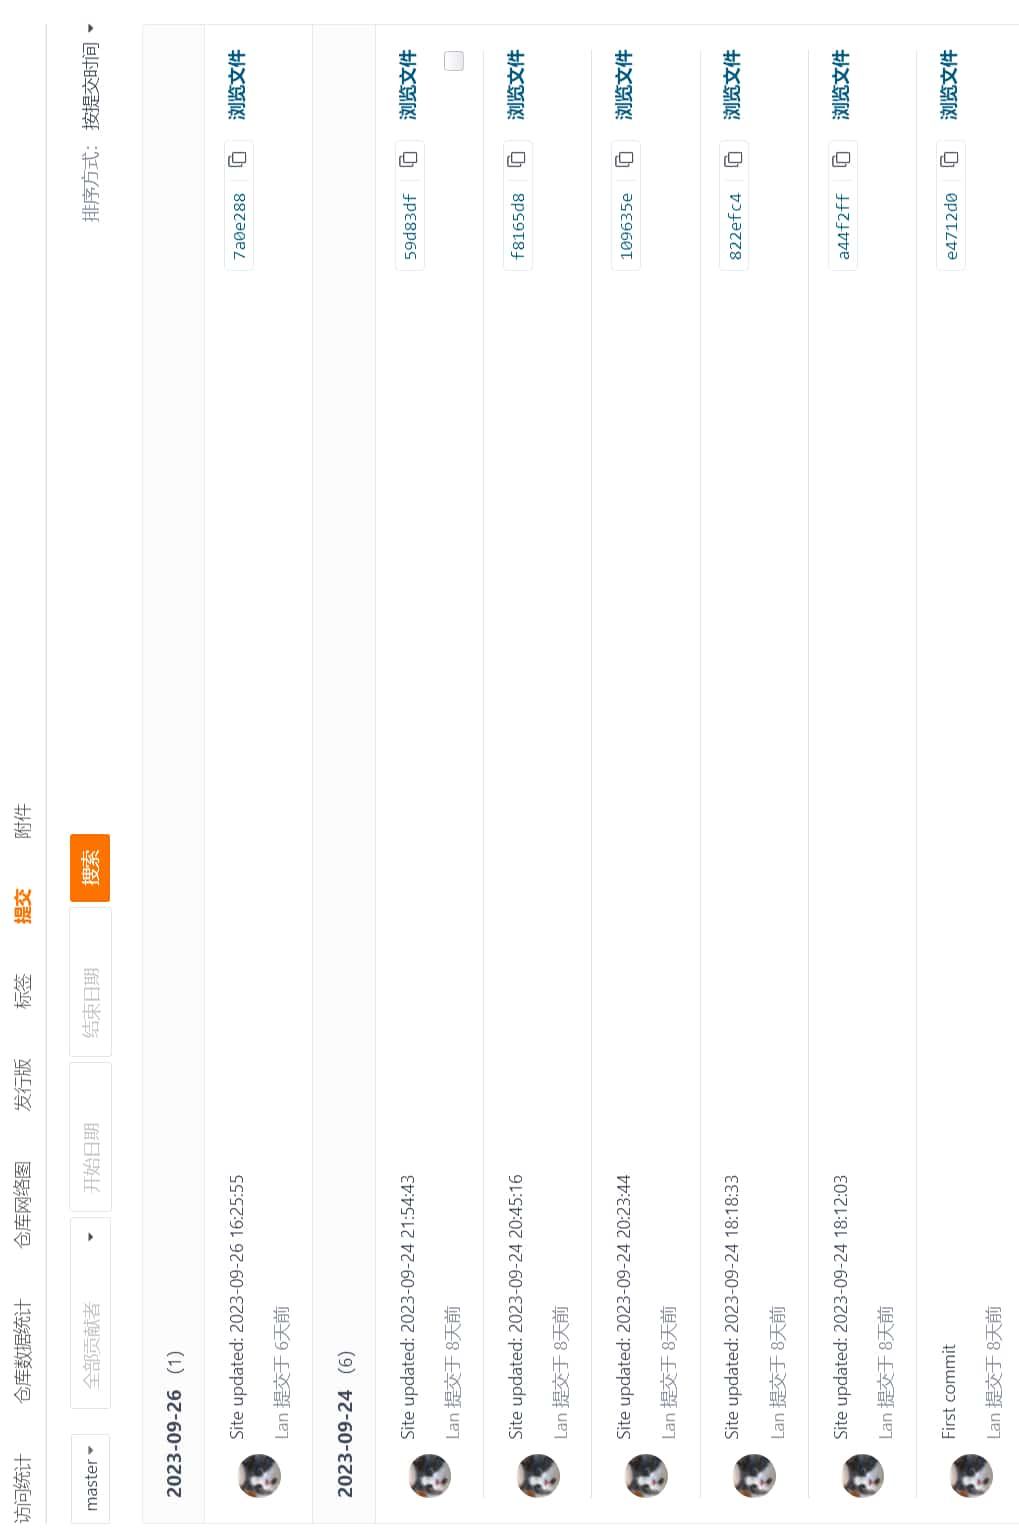 访问统计 仓库数据统计 仓库网络图 发行版 标签 提交 附件
master 全部贡献者 开始日期 结束日期 搜索 排序方式： 按提交时间
2023-09-26 （1）
Site updated: 2023-09-26 16:25:55 7a0e288 浏览文件
Lan 提交于 6天前
2023-09-24 （6）
Site updated: 2023-09-24 21:54:43 59d83df 浏览文件
Lan 提交于 8天前
Site updated: 2023-09-24 20:45:16 f8165d8 浏览文件
Lan 提交于 8天前
Site updated: 2023-09-24 20:23:44 109635e 浏览文件
Lan 提交于 8天前
Site updated: 2023-09-24 18:18:33 822efc4 浏览文件
Lan 提交于 8天前
Site updated: 2023-09-24 18:12:03 a44f2ff 浏览文件
Lan 提交于 8天前
First commit e4712d0 浏览文件
Lan 提交于 8天前